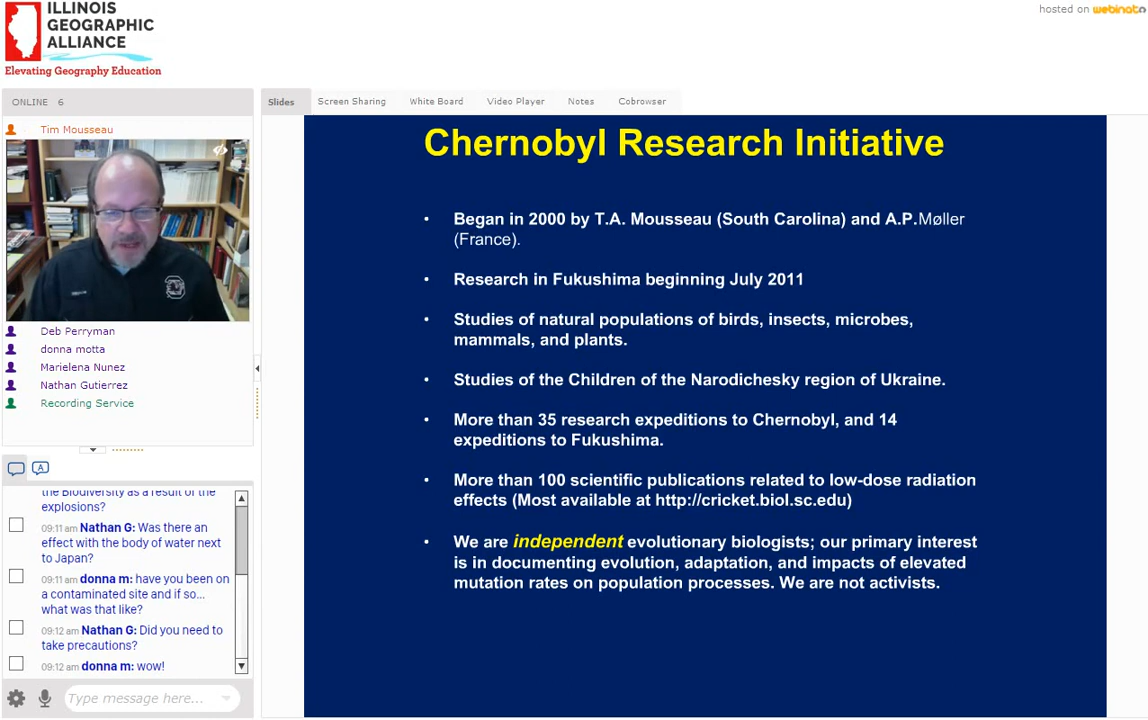 ILLINOIS
GEOGRAPHIC
ALLIANCE
Elevating Geography Education
hosted on webinato
ONLINE 6
Tim Mousseau
Deb Perryman
donna motta
Marielena Nunez
Nathan Gutierrez
Recording Service
A
the Biodiversity as a result of the
explosions?
09:11 am Nathan G: Was there an
effect with the body of water next
to Japan?
09:11 am donna m: have you been on
a contaminated site and if so...
what was that like?
09:12 am Nathan G: Did you need to
take precautions?
09:12 am donna m: wow!
Type message here...
Slides
Screen Sharing
White Board
Video Player
Notes
Cobrowser
Chernobyl Research Initiative
• Began in 2000 by T.A. Mousseau (South Carolina) and A.P.Møller
(France).
• Research in Fukushima beginning July 2011
• Studies of natural populations of birds, insects, microbes,
mammals, and plants.
• Studies of the Children of the Narodichesky region of Ukraine.
• More than 35 research expeditions to Chernobyl, and 14
expeditions to Fukushima.
• More than 100 scientific publications related to low-dose radiation
effects (Most available at http://cricket.biol.sc.edu)
• We are independent evolutionary biologists; our primary interest
is in documenting evolution, adaptation, and impacts of elevated
mutation rates on population processes. We are not activists.